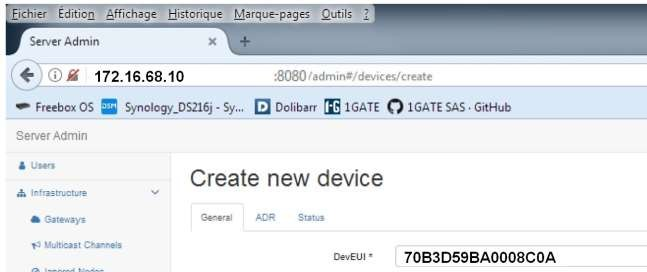 Fichier Édition Affichage Historique Marque-pages Outils ?
Server Admin × +
172.16.68.10 :8080/admin#/devices/create
Freebox OS DSM Synology_DS216j - Sy... D Dolibarr 1GATE 1GATE SAS · GitHub
Server Admin
Users
Create new device
Infrastructure
General ADR Status
Gateways
Multicast Channels
DevEUI * 70B3D59BA0008C0A
Ignored Nodes